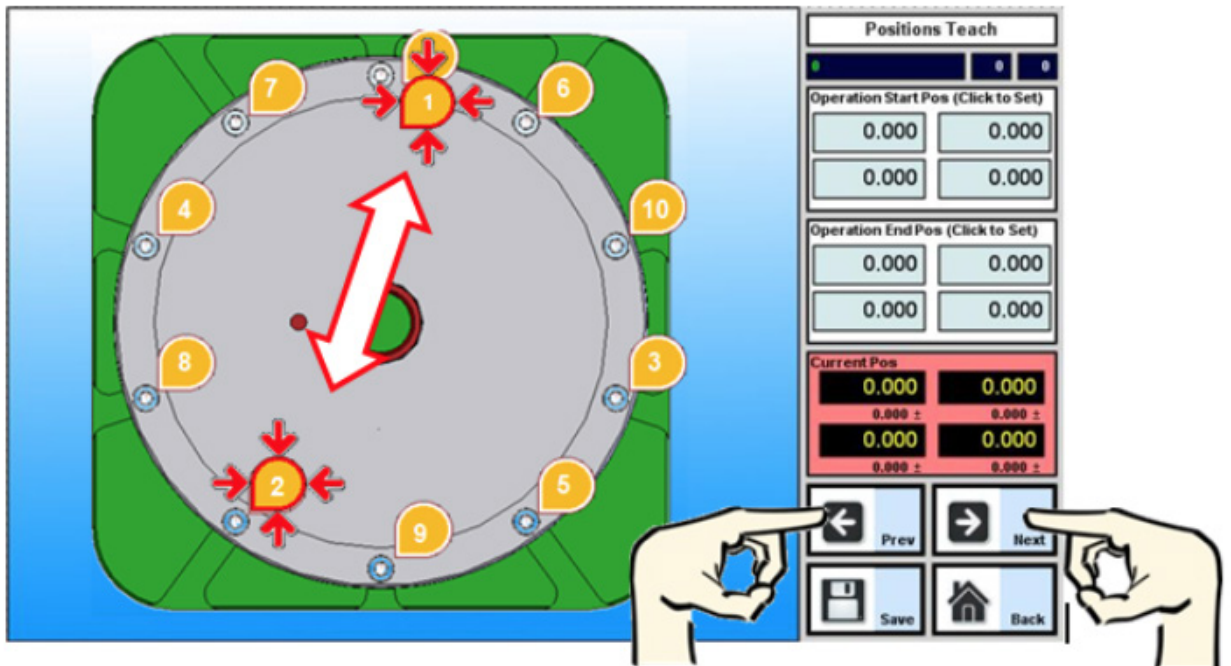 7
1
6
4
10
8
3
2
9
5
Positions Teach
0 0
Operation Start Pos (Click to Set)
0.000 0.000
0.000 0.000
Operation End Pos (Click to Set)
0.000 0.000
0.000 0.000
Current Pos
0.000 0.000
0.000 ± 0.000 ±
0.000 0.000
0.000 ± 0.000 ±
Prev Next
Save Back